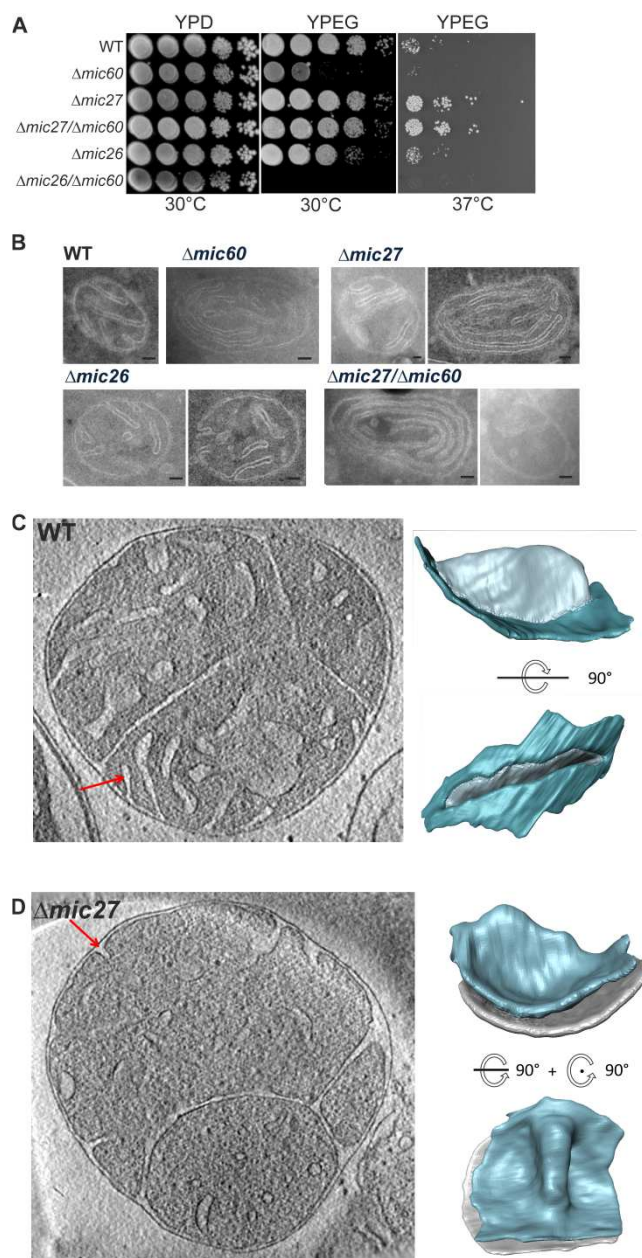 A
YPD YPEG YPEG
WT
Δmic60
Δmic27
Δmic27/Δmic60
Δmic26
Δmic26/Δmic60
30°C 30°C 37°C
B
WT Δmic60 Δmic27
Δmic26 Δmic27/Δmic60
C
WT
90°
D
Δmic27
90° + 90°